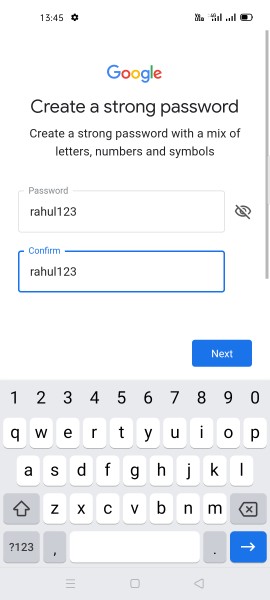 13:45
Google
Create a strong password
Create a strong password with a mix of
letters, numbers and symbols
Password
rahul123
Confirm
rahul123
Next
1 2 3 4 5 6 7 8 9 0
q w e r t y u i o p
a s d f g h j k l
z x c v b n m
?123 , .